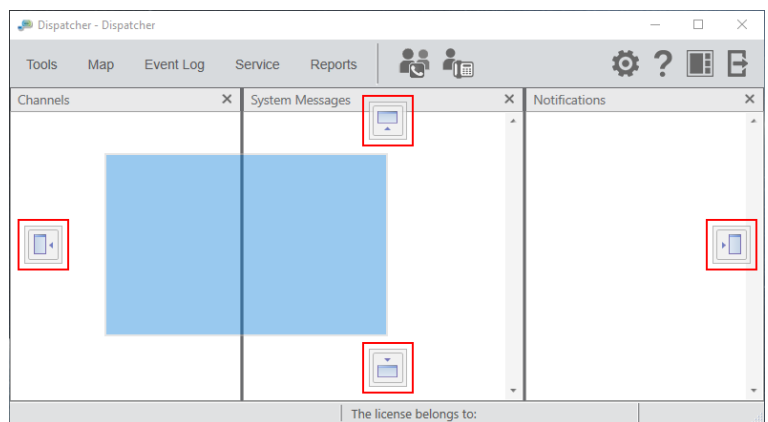 Dispatcher - Dispatcher
Tools Map Event Log Service Reports
Channels System Messages Notifications
The license belongs to: